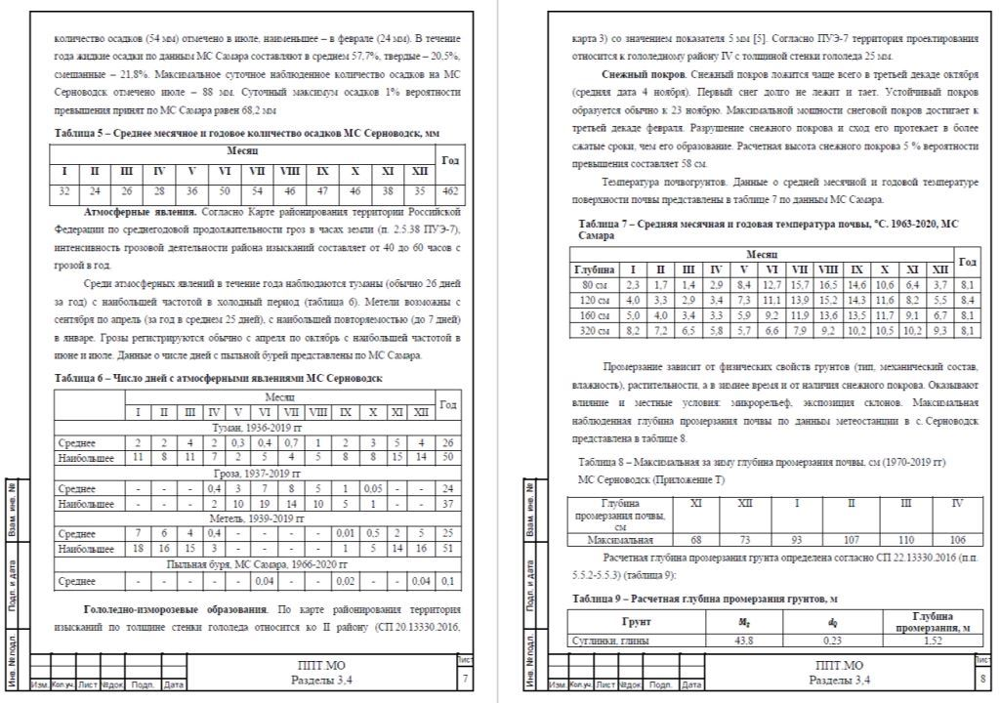 количество осадков (54 мм) отмечено в июле, наименьшее – в феврале (24 мм). В течение
года жидкие осадки по данным МС Самара составляют в среднем 57,7%, твердые – 20,5%,
смешанные – 21,8%. Максимальное суточное наблюденное количество осадков на МС
Серноводск отмечено июле – 88 мм. Суточный максимум осадков 1% вероятности
превышения принят по МС Самара равен 68,2 мм
Таблица 5 – Среднее месячное и годовое количество осадков МС Серноводск, мм
Месяц Год
I II III IV V VI VII VIII IX X XI XII
32 24 26 28 36 50 54 46 47 46 38 35 462
Атмосферные явления. Согласно Карте районирования территории Российской
Федерации по среднегодовой продолжительности гроз в часах земли (п. 2.5.38 ПУЭ-7),
интенсивность грозовой деятельности района изысканий составляет от 40 до 60 часов с
грозой в год.
Среди атмосферных явлений в течение года наблюдаются туманы (обычно 26 дней
за год) с наибольшей частотой в холодный период (таблица 6). Метели возможны с
сентября по апрель (за год в среднем 25 дней), с наибольшей повторяемостью (до 7 дней)
в январе. Грозы регистрируются обычно с апреля по октябрь с наибольшей частотой в
июне и июле. Данные о числе дней с пыльной бурей представлены по МС Самара.
Таблица 6 – Число дней с атмосферными явлениями МС Серноводск
Месяц Год
I II III IV V VI VII VIII IX X XI XII
Туман, 1936-2019 гг
Среднее 2 2 4 2 0,3 0,4 0,7 1 2 3 5 4 26
Наибольшее 11 8 11 7 2 5 4 5 8 8 15 14 50
Гроза, 1937-2019 гг
Среднее - - - 0,4 3 7 8 5 1 0,05 - - 24
Наибольшее - - - 2 10 19 14 10 5 1 - - 37
Метель, 1939-2019 гг
Среднее 7 6 4 0,4 - - - - 0,01 0,5 2 5 25
Наибольшее 18 16 15 3 - - - - 1 5 14 16 51
Пыльная буря, МС Самара, 1966-2020 гг
Среднее - - - - - 0.04 - - 0,02 - - 0,04 0,1
Гололедно-изморозевые образования. По карте районирования территория
изысканий по толщине стенки гололеда относится ко II району (СП 20.13330.2016,
Взам. инв. №
Подп. и дата
Инв. № подл.
Изм. Кол.уч. Лист №док Подп. Дата
ППТ.МО
Разделы 3,4
Лист
7
карта 3) со значением показателя 5 мм [5]. Согласно ПУЭ-7 территория проектирования
относится к гололедному району IV с толщиной стенки гололеда 25 мм.
Снежный покров. Снежный покров ложится чаще всего в третьей декаде октября
(средняя дата 4 ноября). Первый снег долго не лежит и тает. Устойчивый покров
образуется обычно к 23 ноябрю. Максимальной мощности снеговой покров достигает к
третьей декаде февраля. Разрушение снежного покрова и сход его протекает в более
сжатые сроки, чем его образование. Расчетная высота снежного покрова 5 % вероятности
превышения составляет 58 см.
Температура почвогрунтов. Данные о средней месячной и годовой температуре
поверхности почвы представлены в таблице 7 по данным МС Самара.
Таблица 7 – Средняя месячная и годовая температура почвы, °С. 1963-2020, МС
Самара
Месяц Год
Глубина I II III IV V VI VII VIII IX X XI XII
80 см 2,3 1,7 1,4 2,9 8,4 12,7 15,7 16,5 14,6 10,6 6,4 3,7 8,1
120 см 4,0 3,3 2,9 3,4 7,3 11,1 13,9 15,2 14,3 11,6 8,2 5,5 8,4
160 см 5,0 4,0 3,4 3,3 5,9 9,2 11,9 13,6 13,5 11,7 9,1 6,7 8,1
320 см 8,2 7,2 6,5 5,8 5,7 6,6 7,9 9,2 10,2 10,5 10,2 9,3 8,1
Промерзание зависит от физических свойств грунтов (тип, механический состав,
влажность), растительности, а в зимнее время и от наличия снежного покрова. Оказывают
влияние и местные условия: микрорельеф, экспозиция склонов. Максимальная
наблюденная глубина промерзания почвы по данным метеостанции в с. Серноводск
представлена в таблице 8.
Таблица 8 – Максимальная за зиму глубина промерзания почвы, см (1970-2019 гг)
МС Серноводск (Приложение Т)
Глубина промерзания почвы, см XI XII I II III IV
Максимальная 68 73 93 107 110 106
Расчетная глубина промерзания грунта определена согласно СП 22.13330.2016 (п.п.
5.5.2-5.5.3) (таблица 9):
Таблица 9 – Расчетная глубина промерзания грунтов, м
Грунт Mt d0 Глубина промерзания, м
Суглинки, глины 43,8 0,23 1,52
Взам. инв. №
Подп. и дата
Инв. № подл.
Изм. Кол.уч. Лист №док Подп. Дата
ППТ.МО
Разделы 3,4
Лист
8